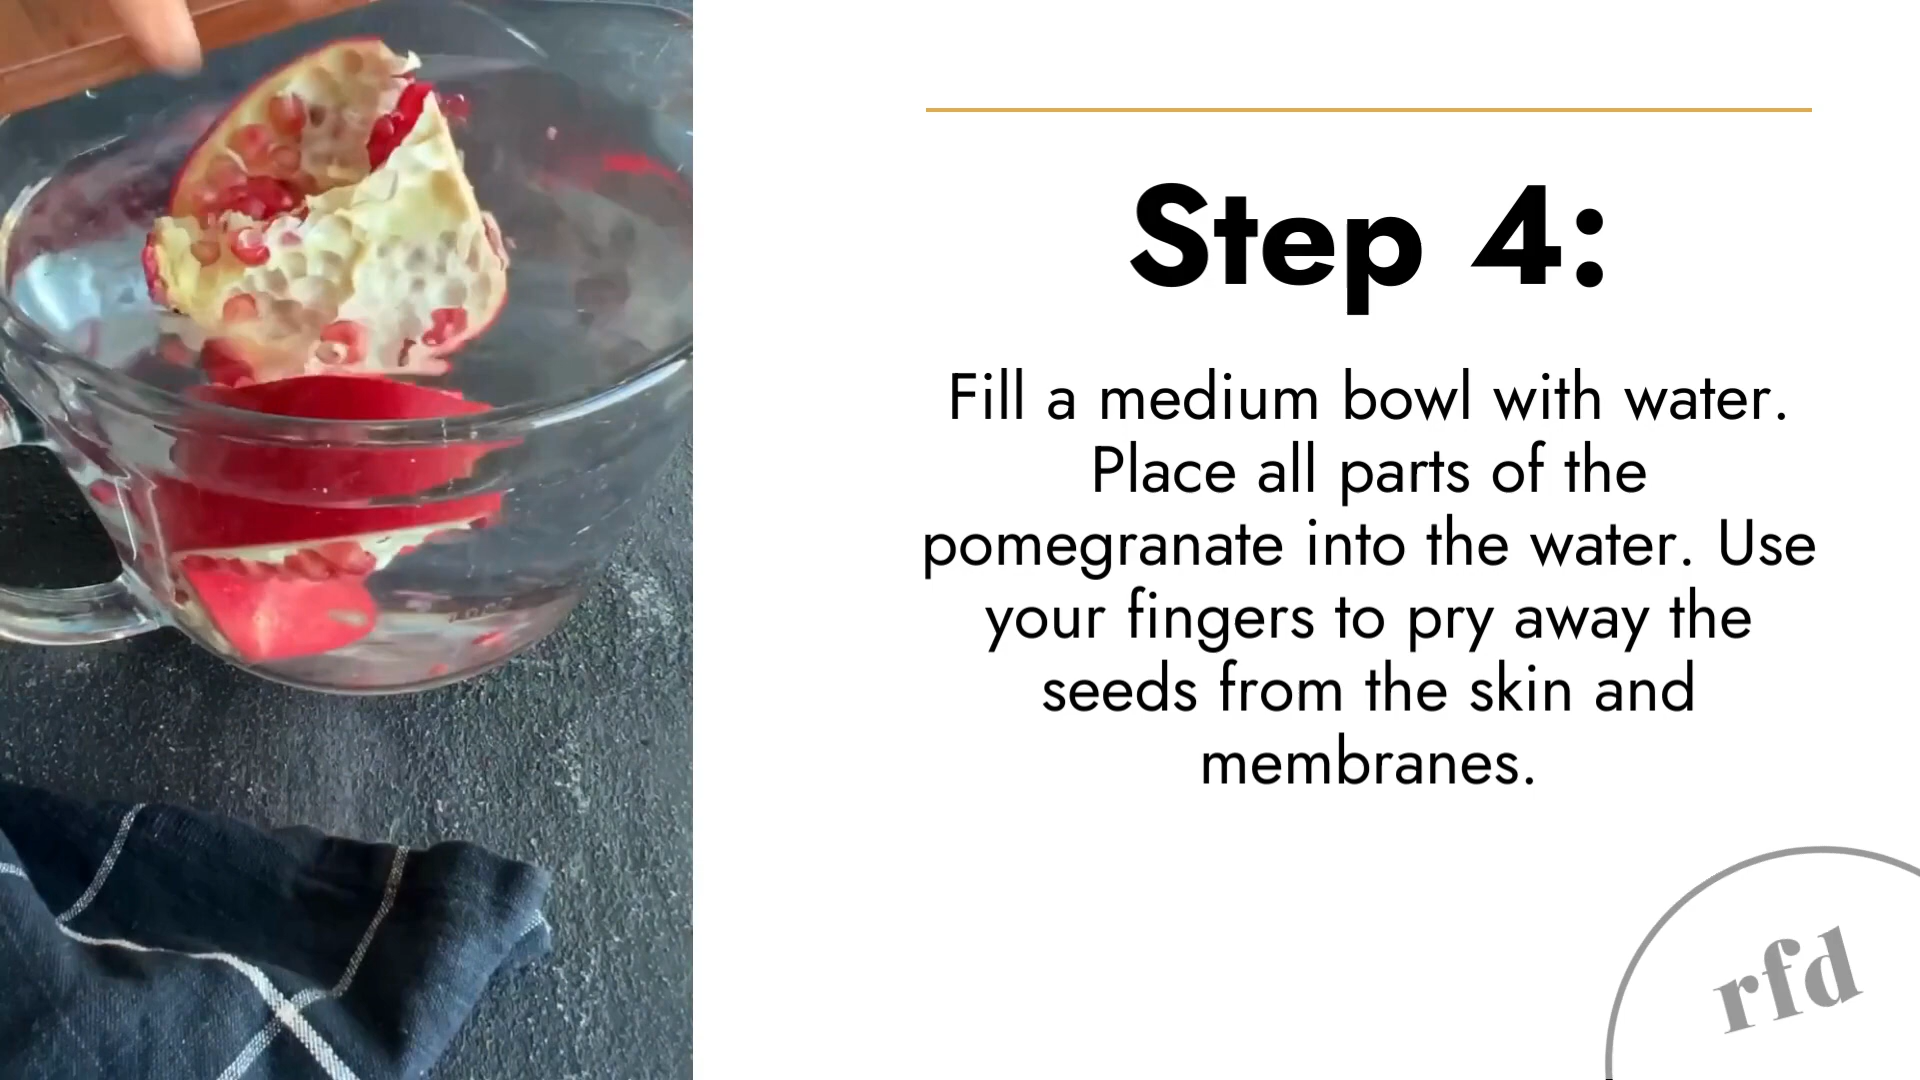 Step 4:
Fill a medium bowl with water.
Place all parts of the
pomegranate into the water. Use
your fingers to pry away the
seeds from the skin and
membranes.
rfd